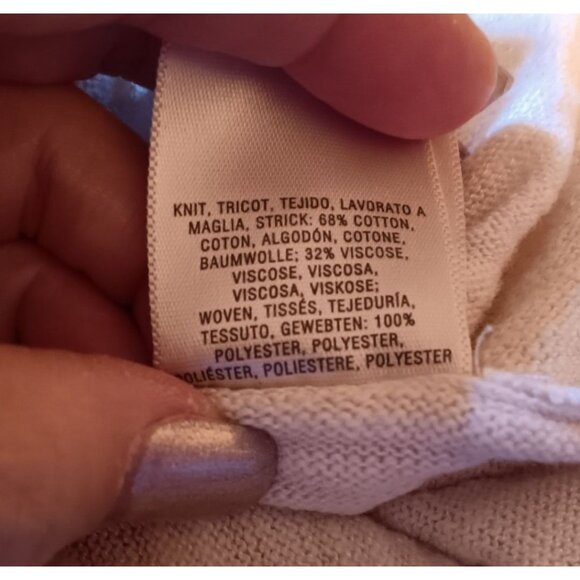 KNIT, TRICOT, TEJIDO, LAVORATO A
MAGLIA, STRICK: 68% COTTON,
COTON, ALGODÓN, COTONE,
BAUMWOLLE; 32% VISCOSE,
VISCOSE, VISCOSA,
VISCOSA, VISKOSE;
WOVEN, TISSÉS, TEJEDURÍA,
TESSUTO, GEWEBTEN: 100%
POLYESTER, POLYESTER,
POLIÉSTER, POLIESTERE, POLYESTER